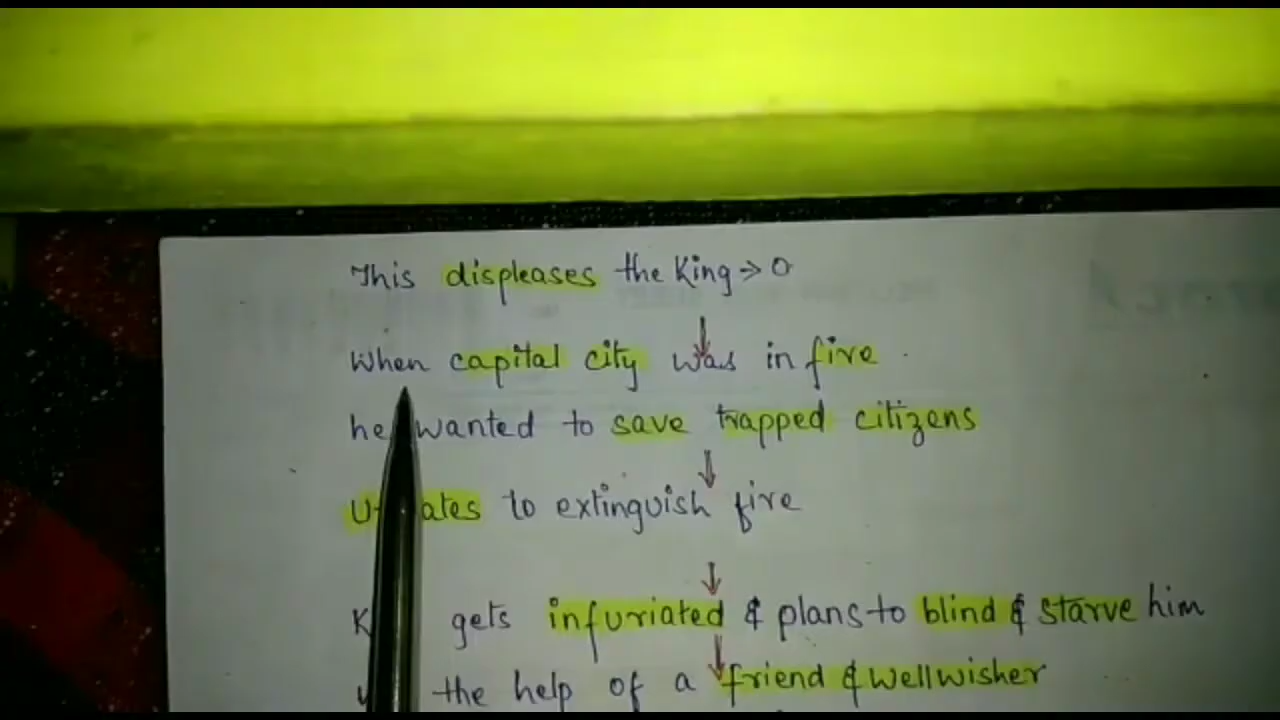 This displeases the King → O
↓
When capital city was in fire
he wanted to save trapped citizens
↓
to extinguish fire
↓
gets infuriated & plans to blind & starve him
↓
the help of a friend & wellwisher